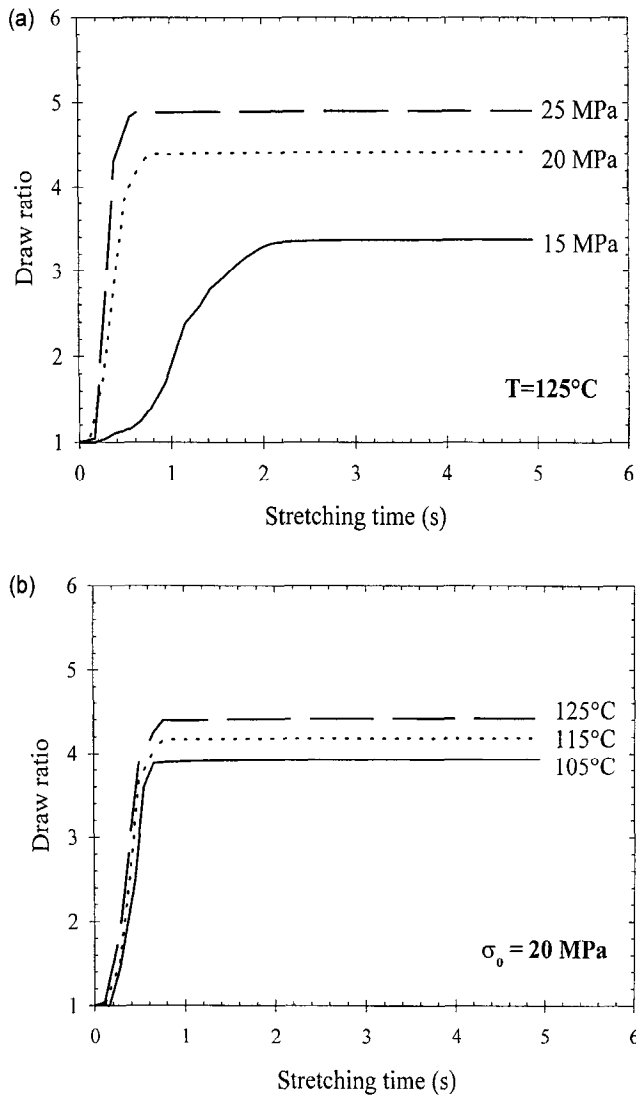 (a)
6
5
4
3
2
1
Draw ratio
25 MPa
20 MPa
15 MPa
T=125°C
0 1 2 3 4 5 6
Stretching time (s)
(b)
6
5
4
3
2
1
Draw ratio
125°C
115°C
105°C
σ₀ = 20 MPa
0 1 2 3 4 5 6
Stretching time (s)